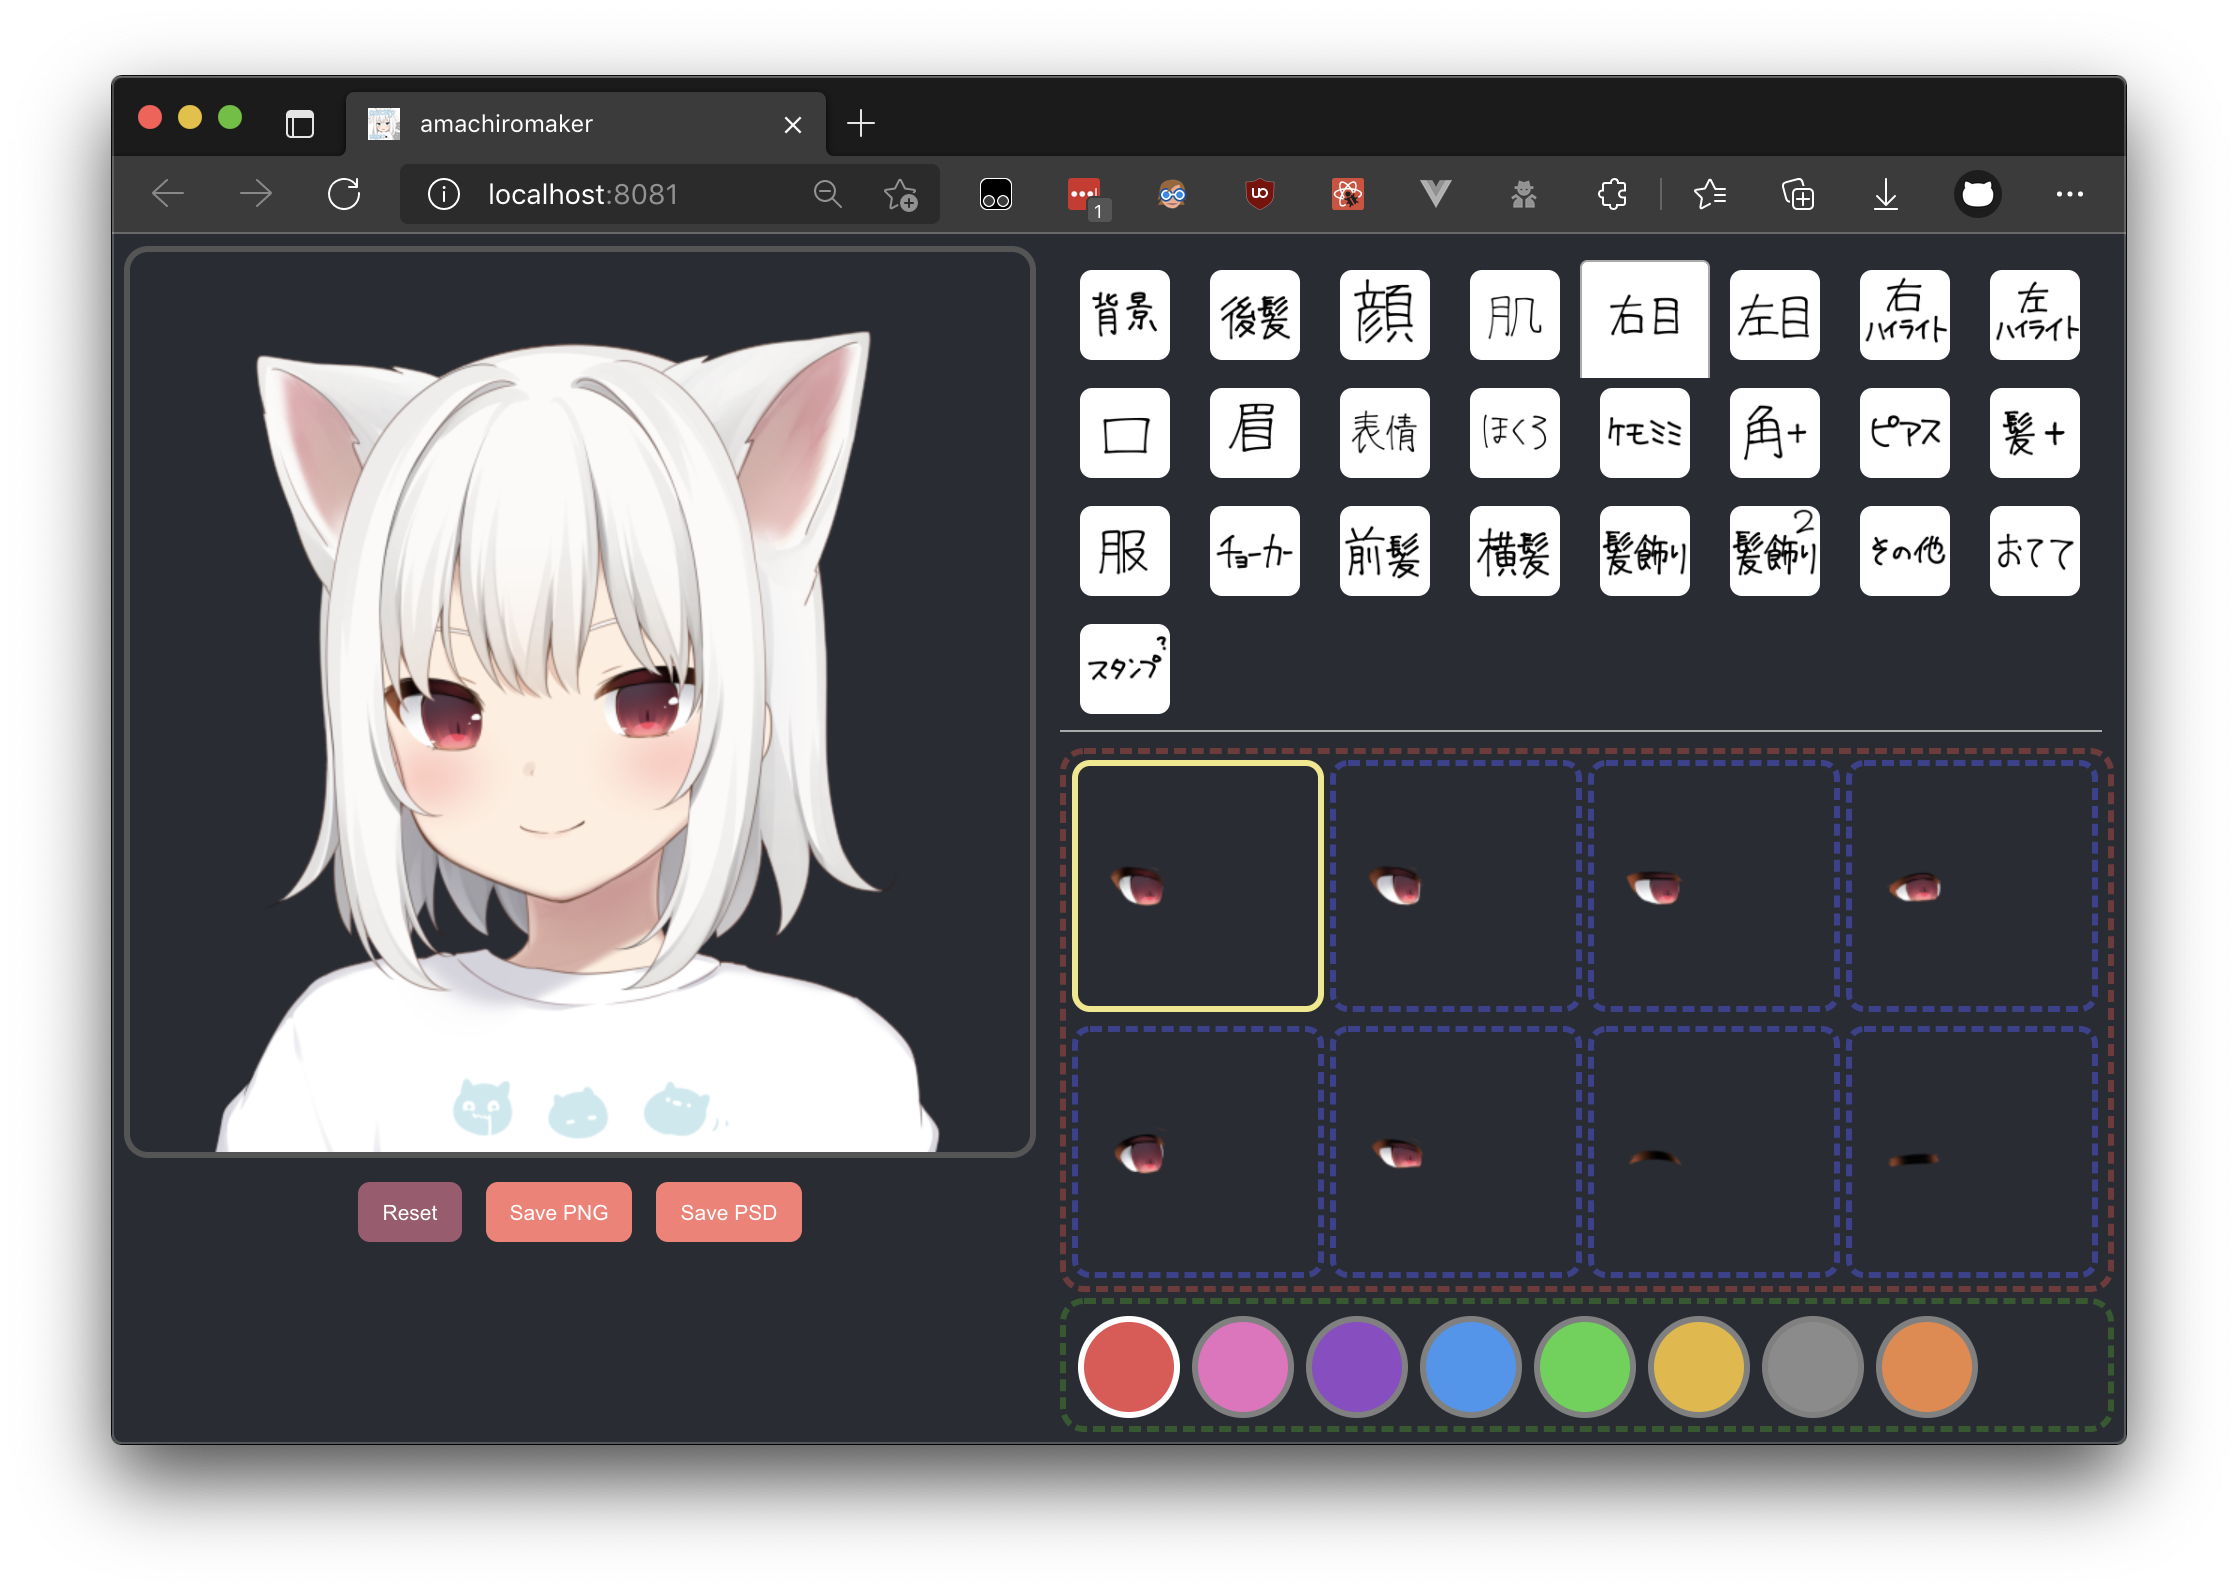 amachiromaker
localhost:8081
1
背景
後髪
顔
肌
右目
左目
右
ハイライト
左
ハイライト
口
眉
表情
ほくろ
ケモミミ
角+
ピアス
髪+
服
チョーカー
前髪
横髪
髪飾り
髪飾り2
その他
おてて
スタンプ?
Reset
Save PNG
Save PSD